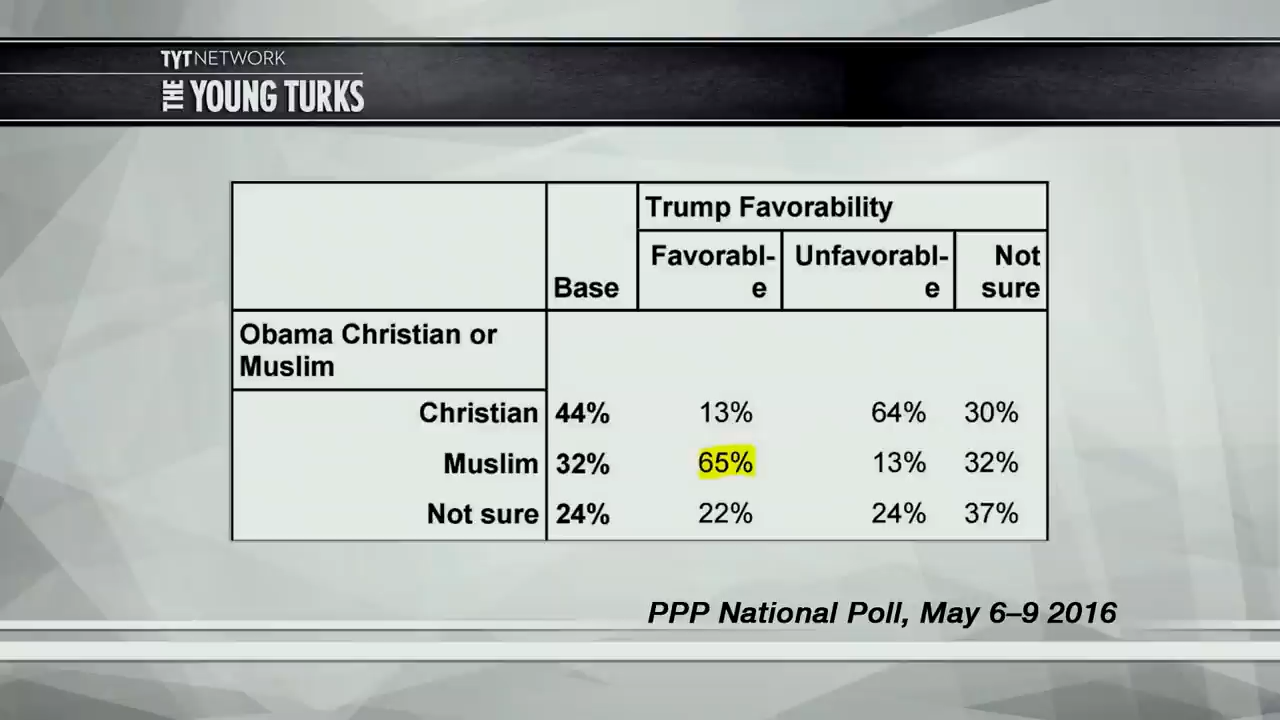 TYT NETWORK
THE YOUNG TURKS
Trump Favorability
Base Favorabl-e Unfavorabl-e Not sure
Obama Christian or
Muslim
Christian 44% 13% 64% 30%
Muslim 32% 65% 13% 32%
Not sure 24% 22% 24% 37%
PPP National Poll, May 6–9 2016